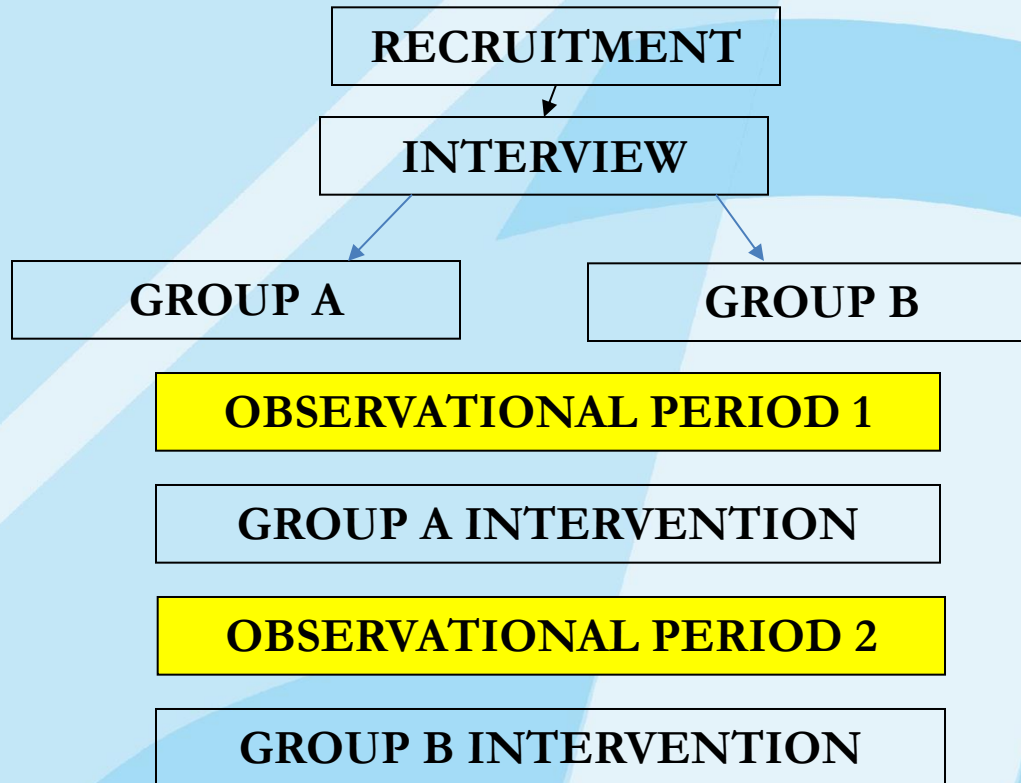 RECRUITMENT
INTERVIEW
GROUP A
GROUP B
OBSERVATIONAL PERIOD 1
GROUP A INTERVENTION
OBSERVATIONAL PERIOD 2
GROUP B INTERVENTION